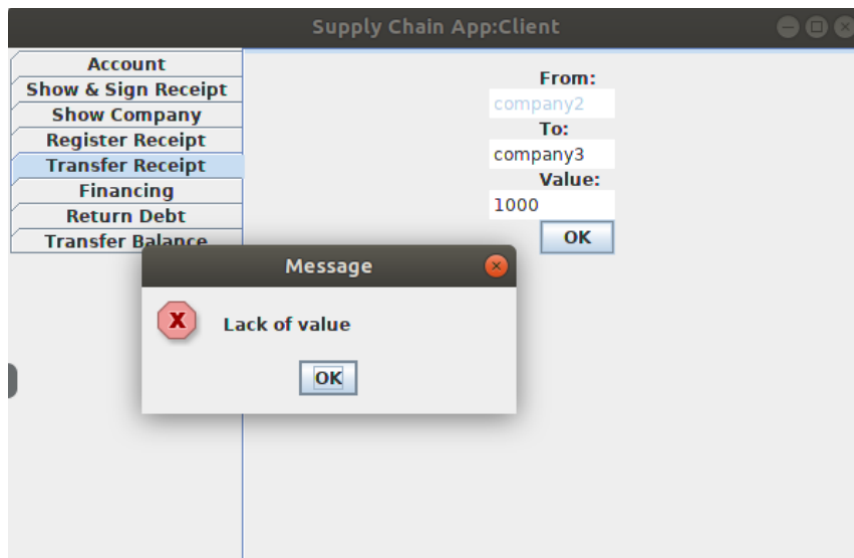 Supply Chain App:Client
Account
Show & Sign Receipt
Show Company
Register Receipt
Transfer Receipt
Financing
Return Debt
Transfer Balance
From:
company2
To:
company3
Value:
1000
OK
Message
X
Lack of value
OK